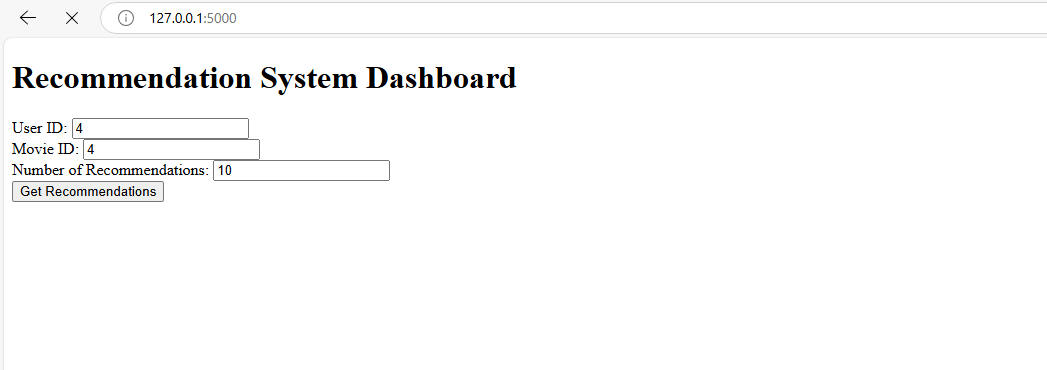 127.0.0.1:5000
Recommendation System Dashboard
User ID: 4
Movie ID: 4
Number of Recommendations: 10
Get Recommendations